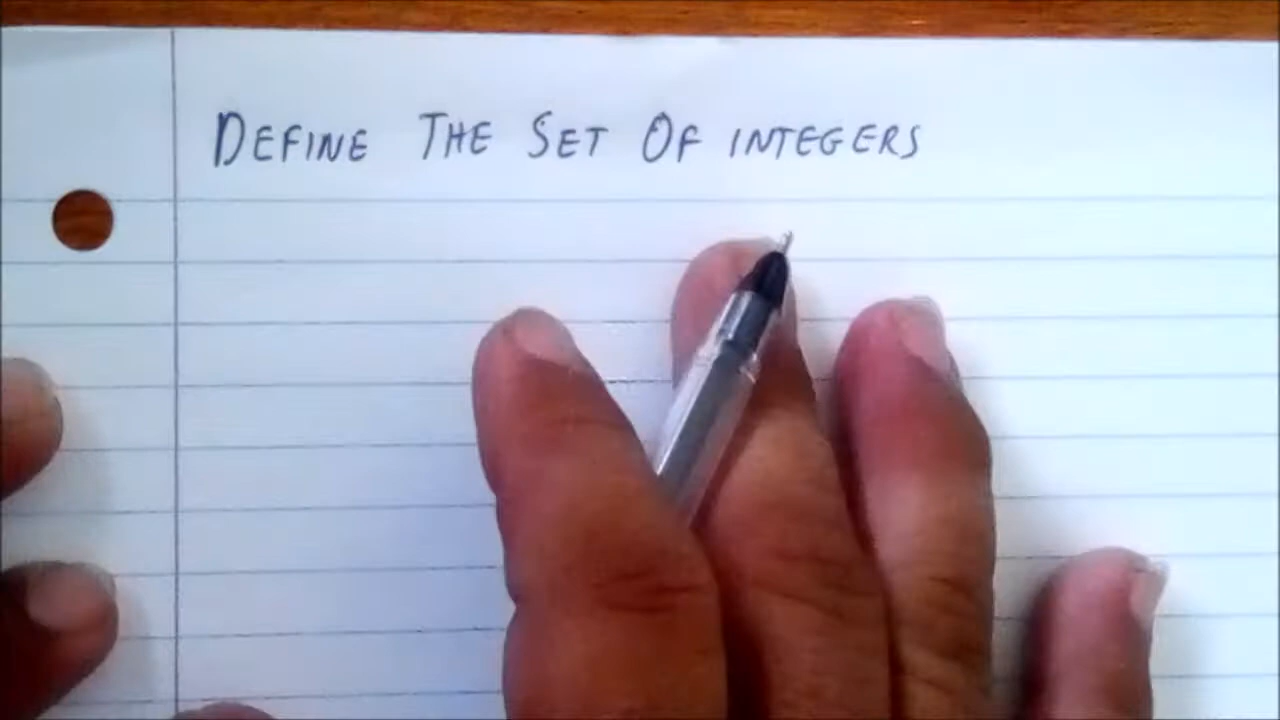 DEFINE THE SET OF INTEGERS